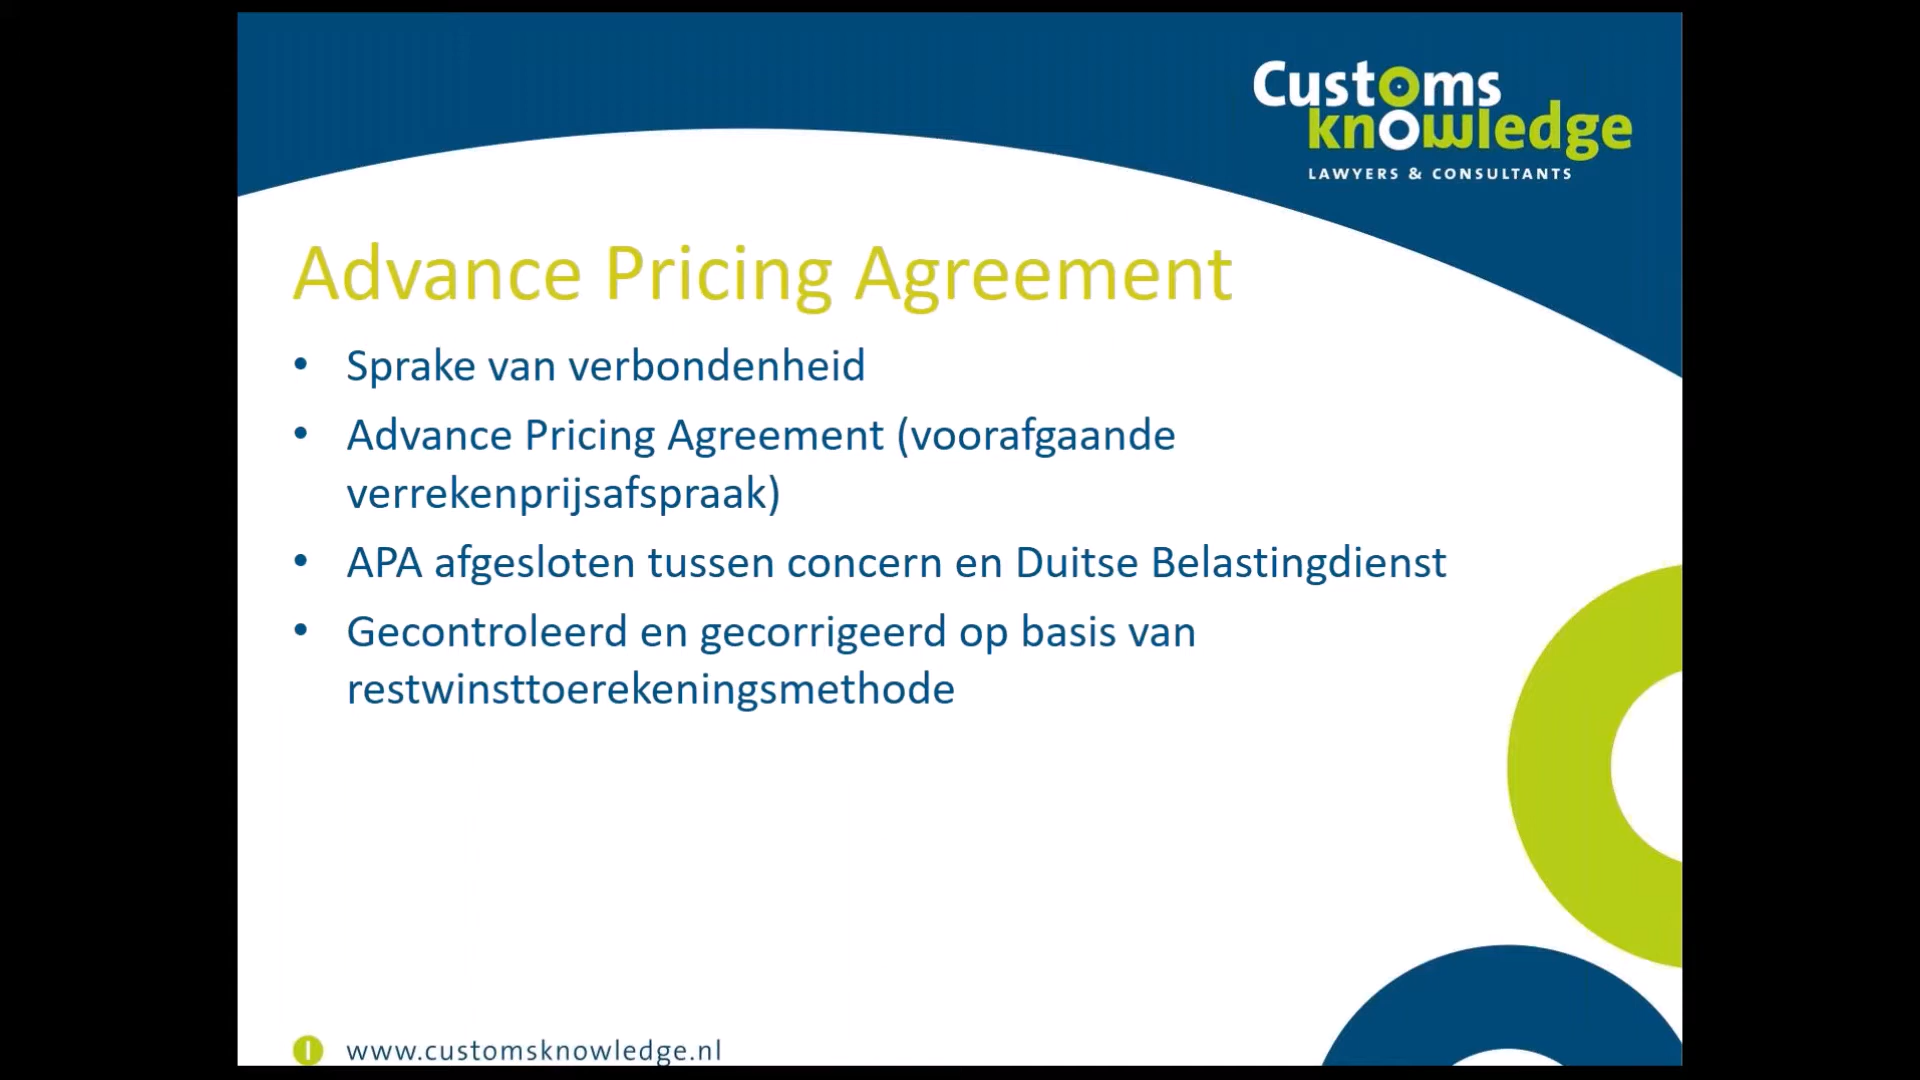 Customs
knowledge
LAWYERS & CONSULTANTS
Advance Pricing Agreement
• Sprake van verbondenheid
• Advance Pricing Agreement (voorafgaande
verrekenprijsafspraak)
• APA afgesloten tussen concern en Duitse Belastingdienst
• Gecontroleerd en gecorrigeerd op basis van
restwinsttoerekeningsmethode
www.customsknowledge.nl